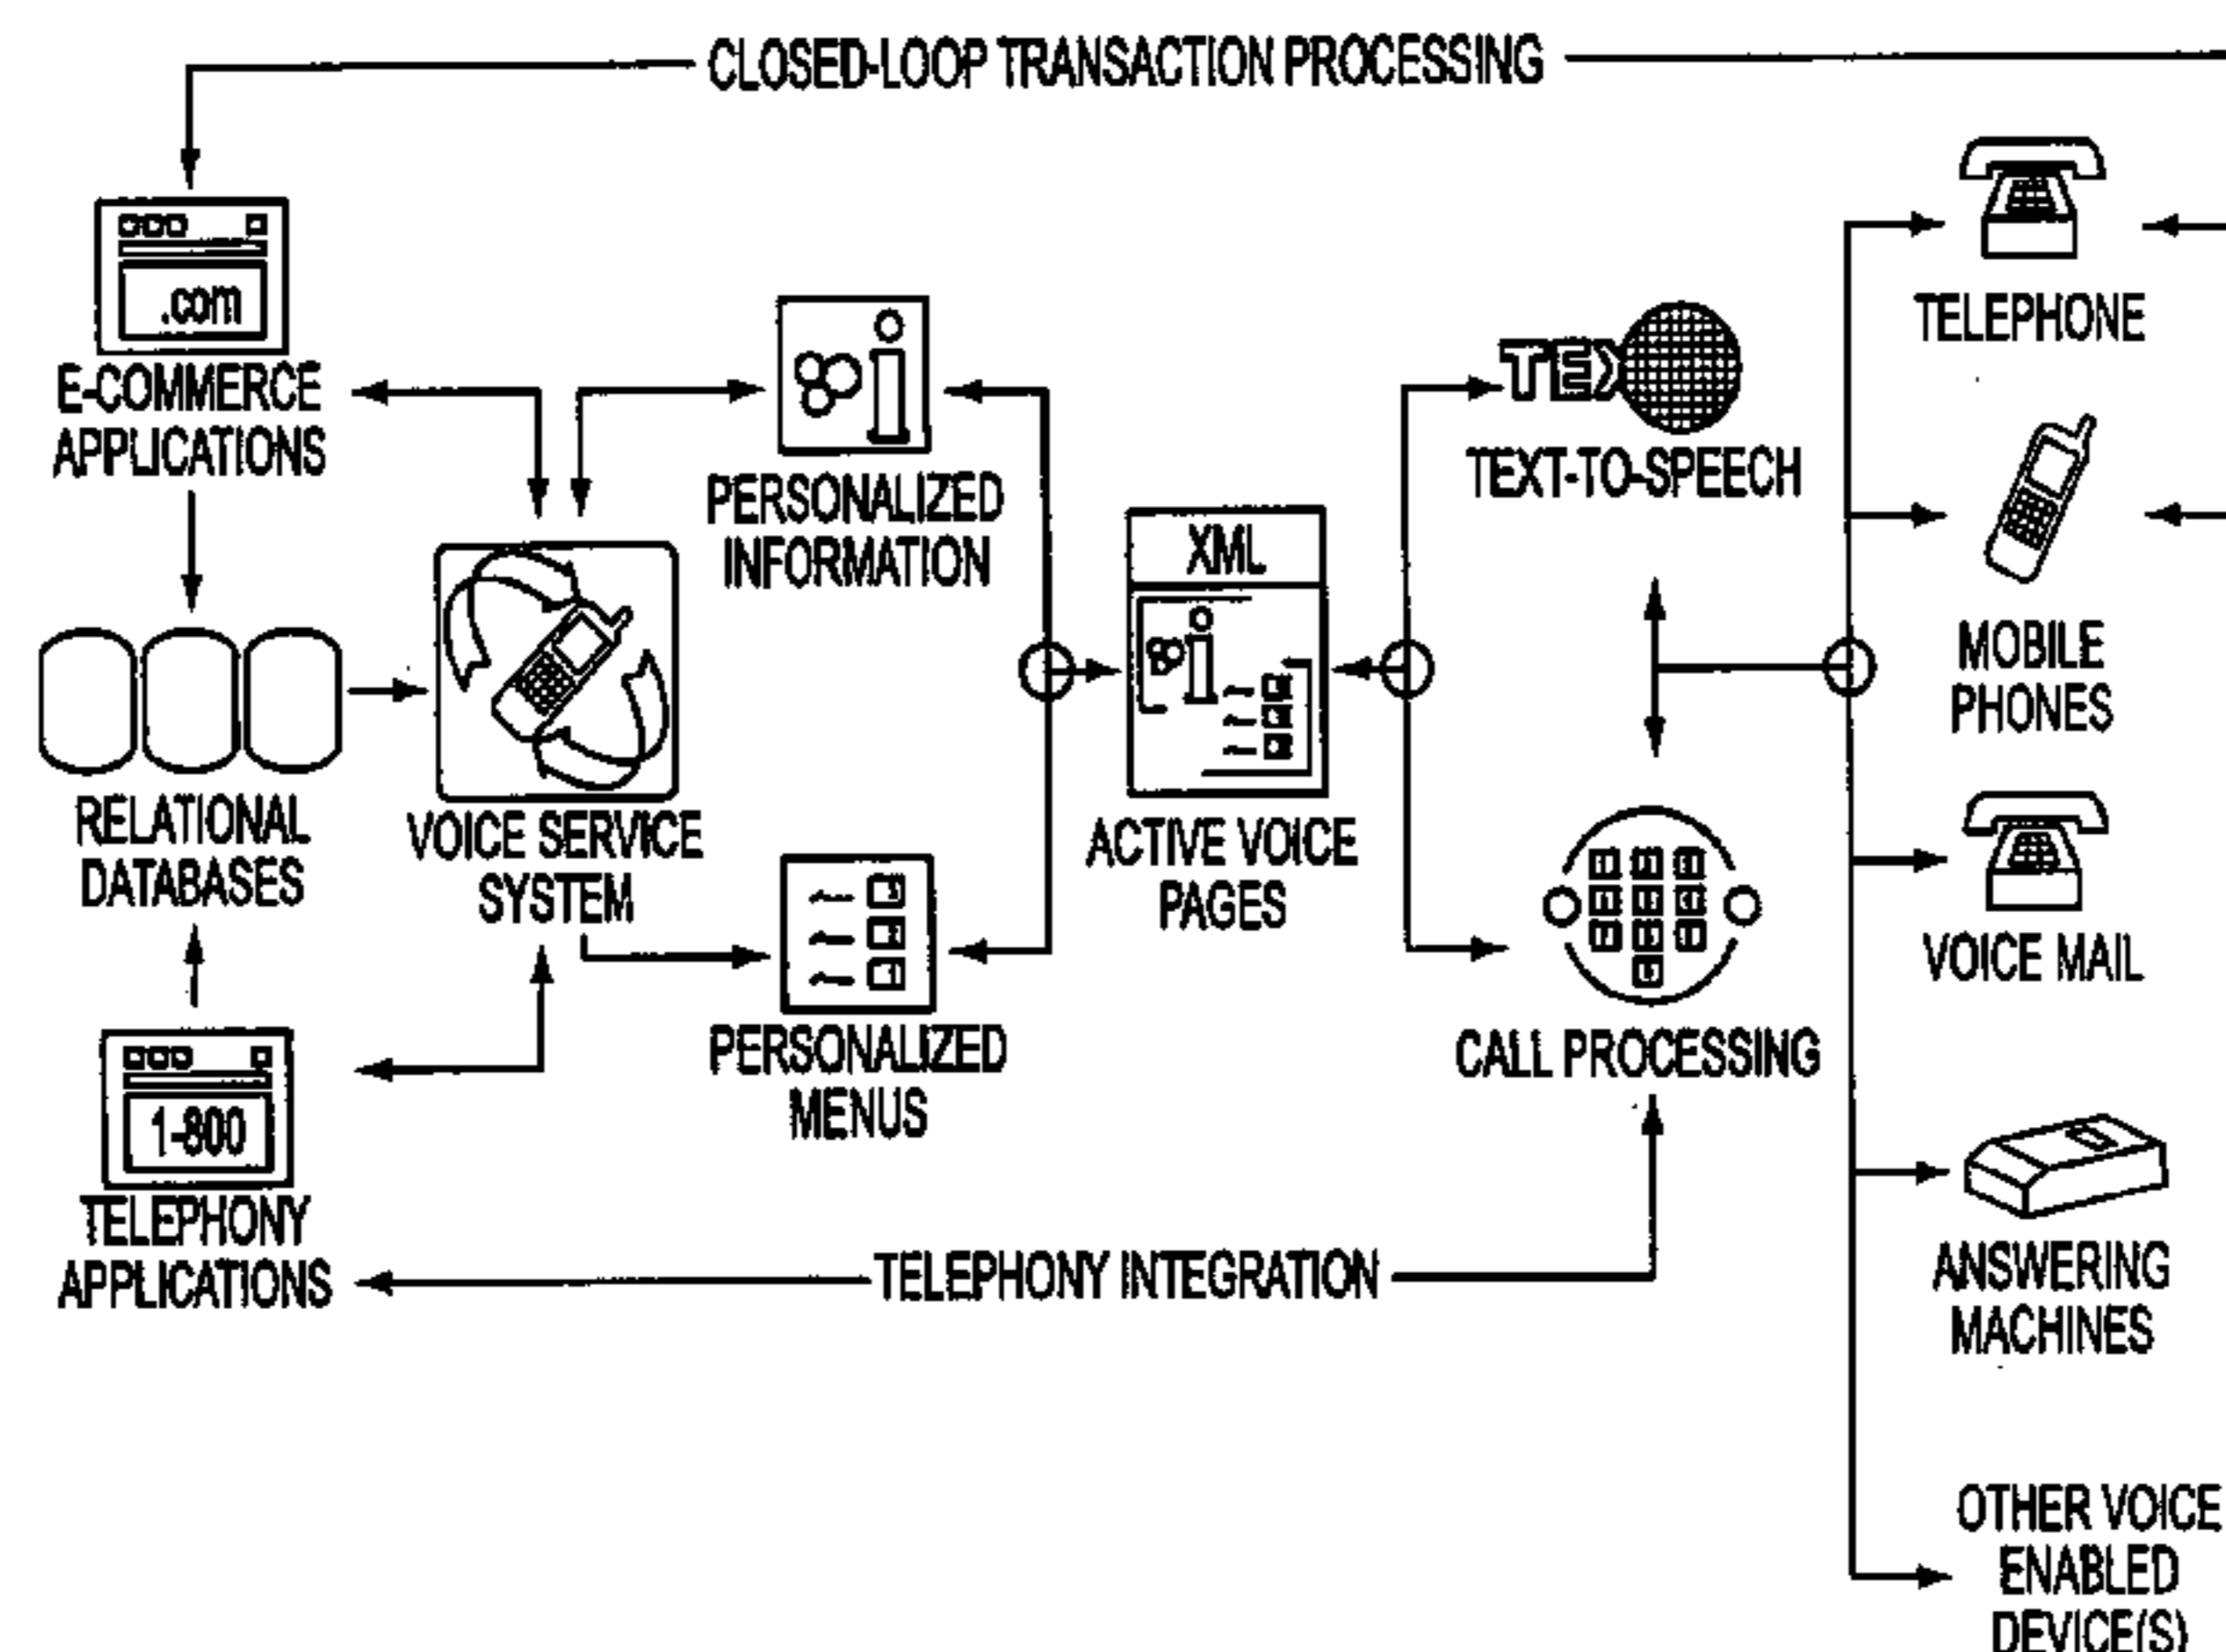 CLOSED-LOOP TRANSACTION PROCESSING
.com
E-COMMERCE
APPLICATIONS
RELATIONAL
DATABASES
1-800
TELEPHONY
APPLICATIONS
VOICE SERVICE
SYSTEM
PERSONALIZED
INFORMATION
PERSONALIZED
MENUS
XML
ACTIVE VOICE
PAGES
TEX
TEXT-TO-SPEECH
CALL PROCESSING
TELEPHONY INTEGRATION
TELEPHONE
MOBILE
PHONES
VOICE MAIL
ANSWERING
MACHINES
OTHER VOICE
ENABLED
DEVICE(S)